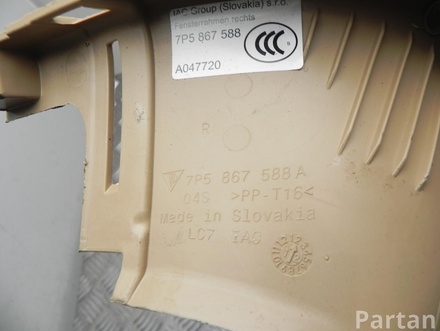 IAC Group (Slovakia) s.r.o.
Fensterrahmen rechts
7P5 867 588
CCC
A047720
R
7P5 867 588 A
04S >PP-T16<
Made in Slovakia
LC7 IAC
Partan